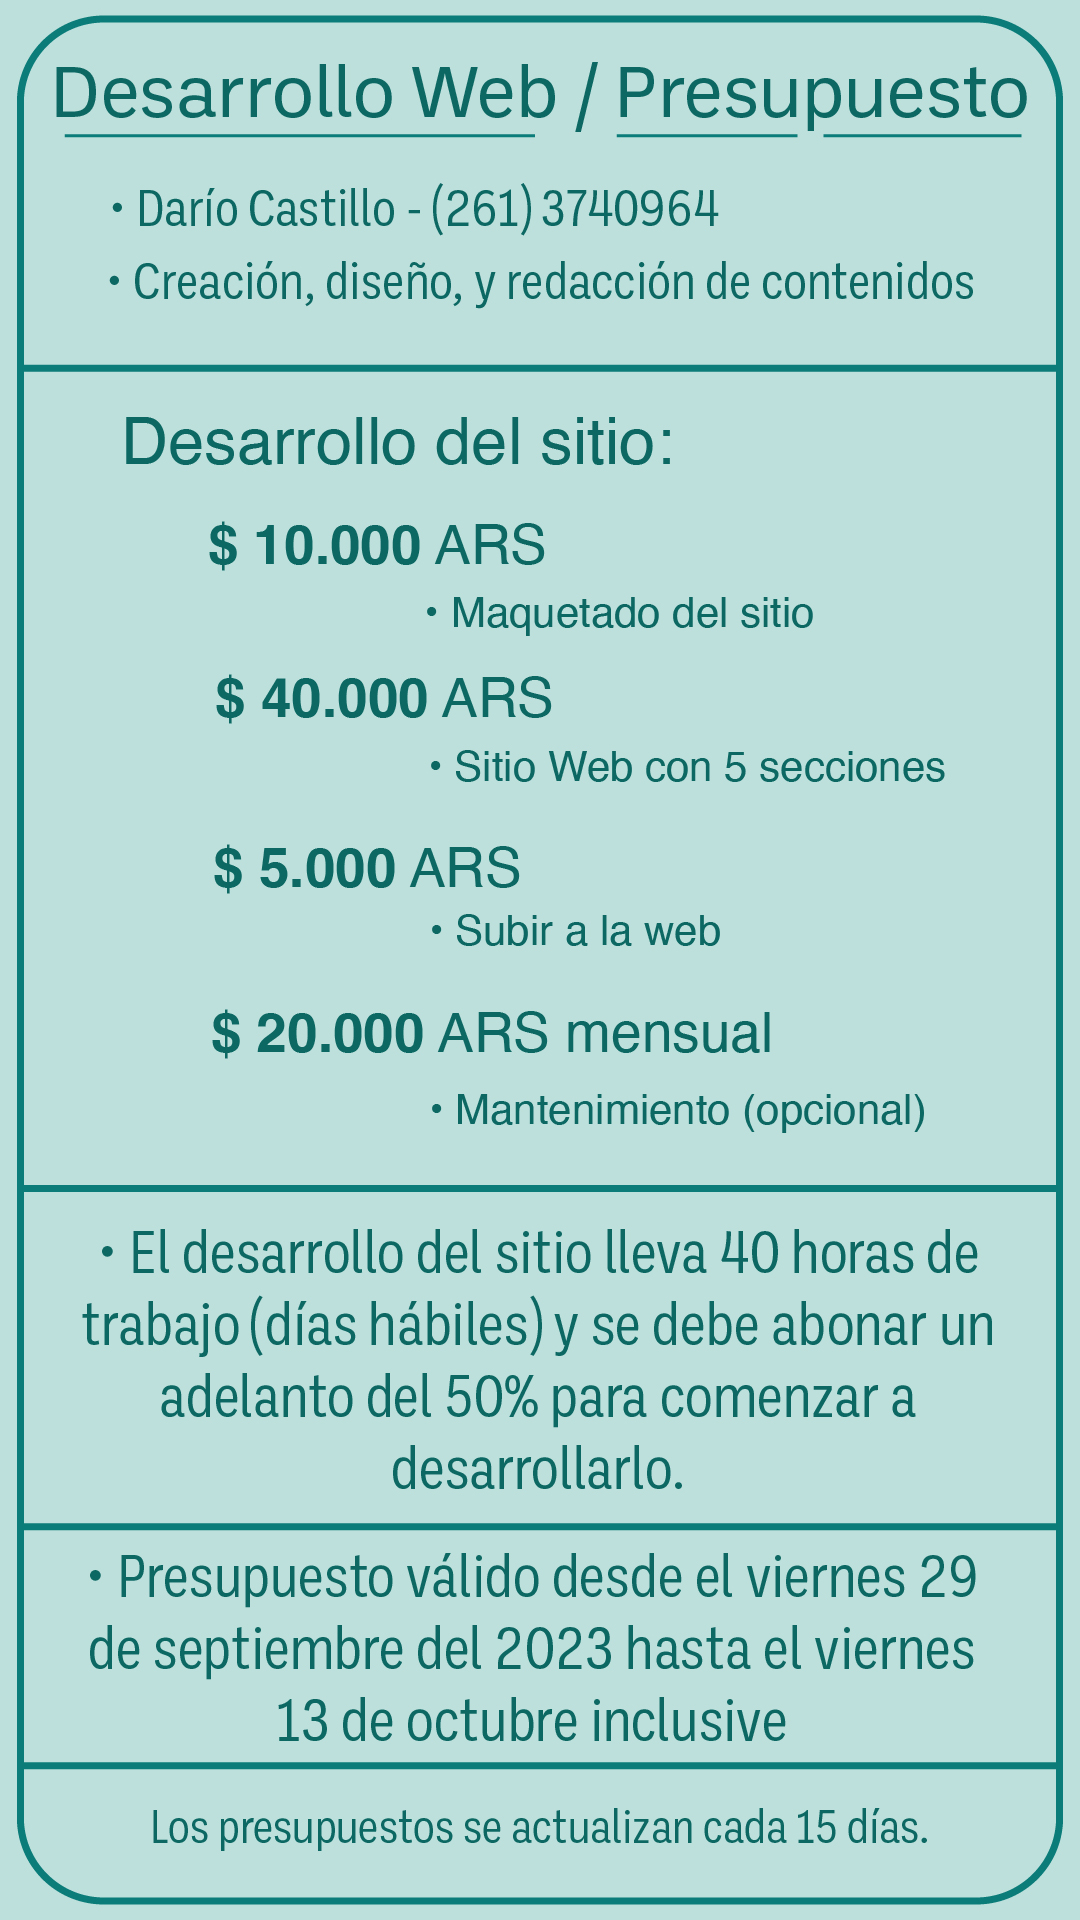 Desarrollo Web / Presupuesto
• Darío Castillo - (261) 3740964
• Creación, diseño, y redacción de contenidos
Desarrollo del sitio:
$ 10.000 ARS
• Maquetado del sitio
$ 40.000 ARS
• Sitio Web con 5 secciones
$ 5.000 ARS
• Subir a la web
$ 20.000 ARS mensual
• Mantenimiento (opcional)
• El desarrollo del sitio lleva 40 horas de
trabajo (días hábiles) y se debe abonar un
adelanto del 50% para comenzar a
desarrollarlo.
• Presupuesto válido desde el viernes 29
de septiembre del 2023 hasta el viernes
13 de octubre inclusive
Los presupuestos se actualizan cada 15 días.